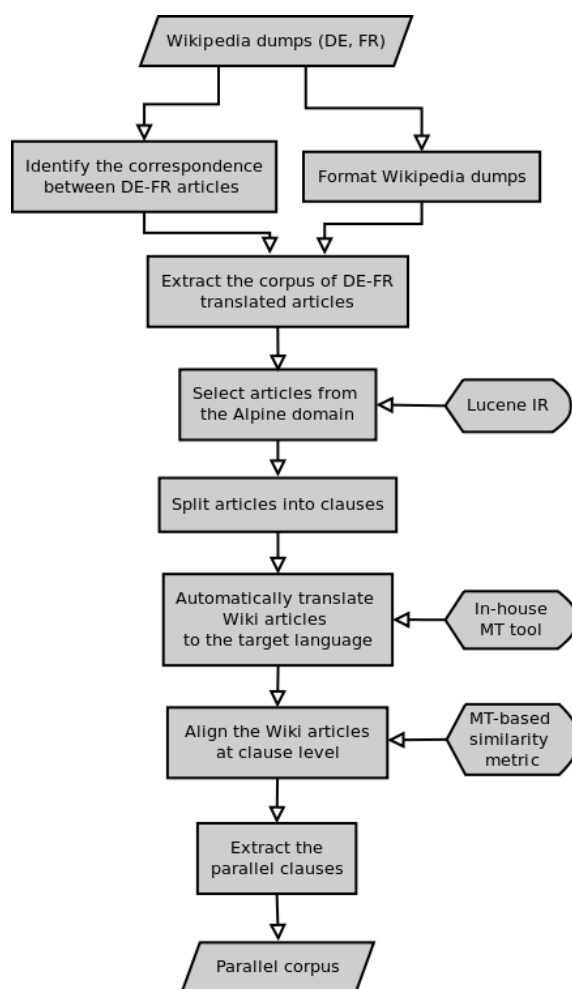 Wikipedia dumps (DE, FR)
Identify the correspondence
between DE-FR articles
Format Wikipedia dumps
Extract the corpus of DE-FR
translated articles
Select articles from
the Alpine domain
Lucene IR
Split articles into clauses
Automatically translate
Wiki articles
to the target language
In-house
MT tool
Align the Wiki articles
at clause level
MT-based
similarity
metric
Extract the
parallel clauses
Parallel corpus